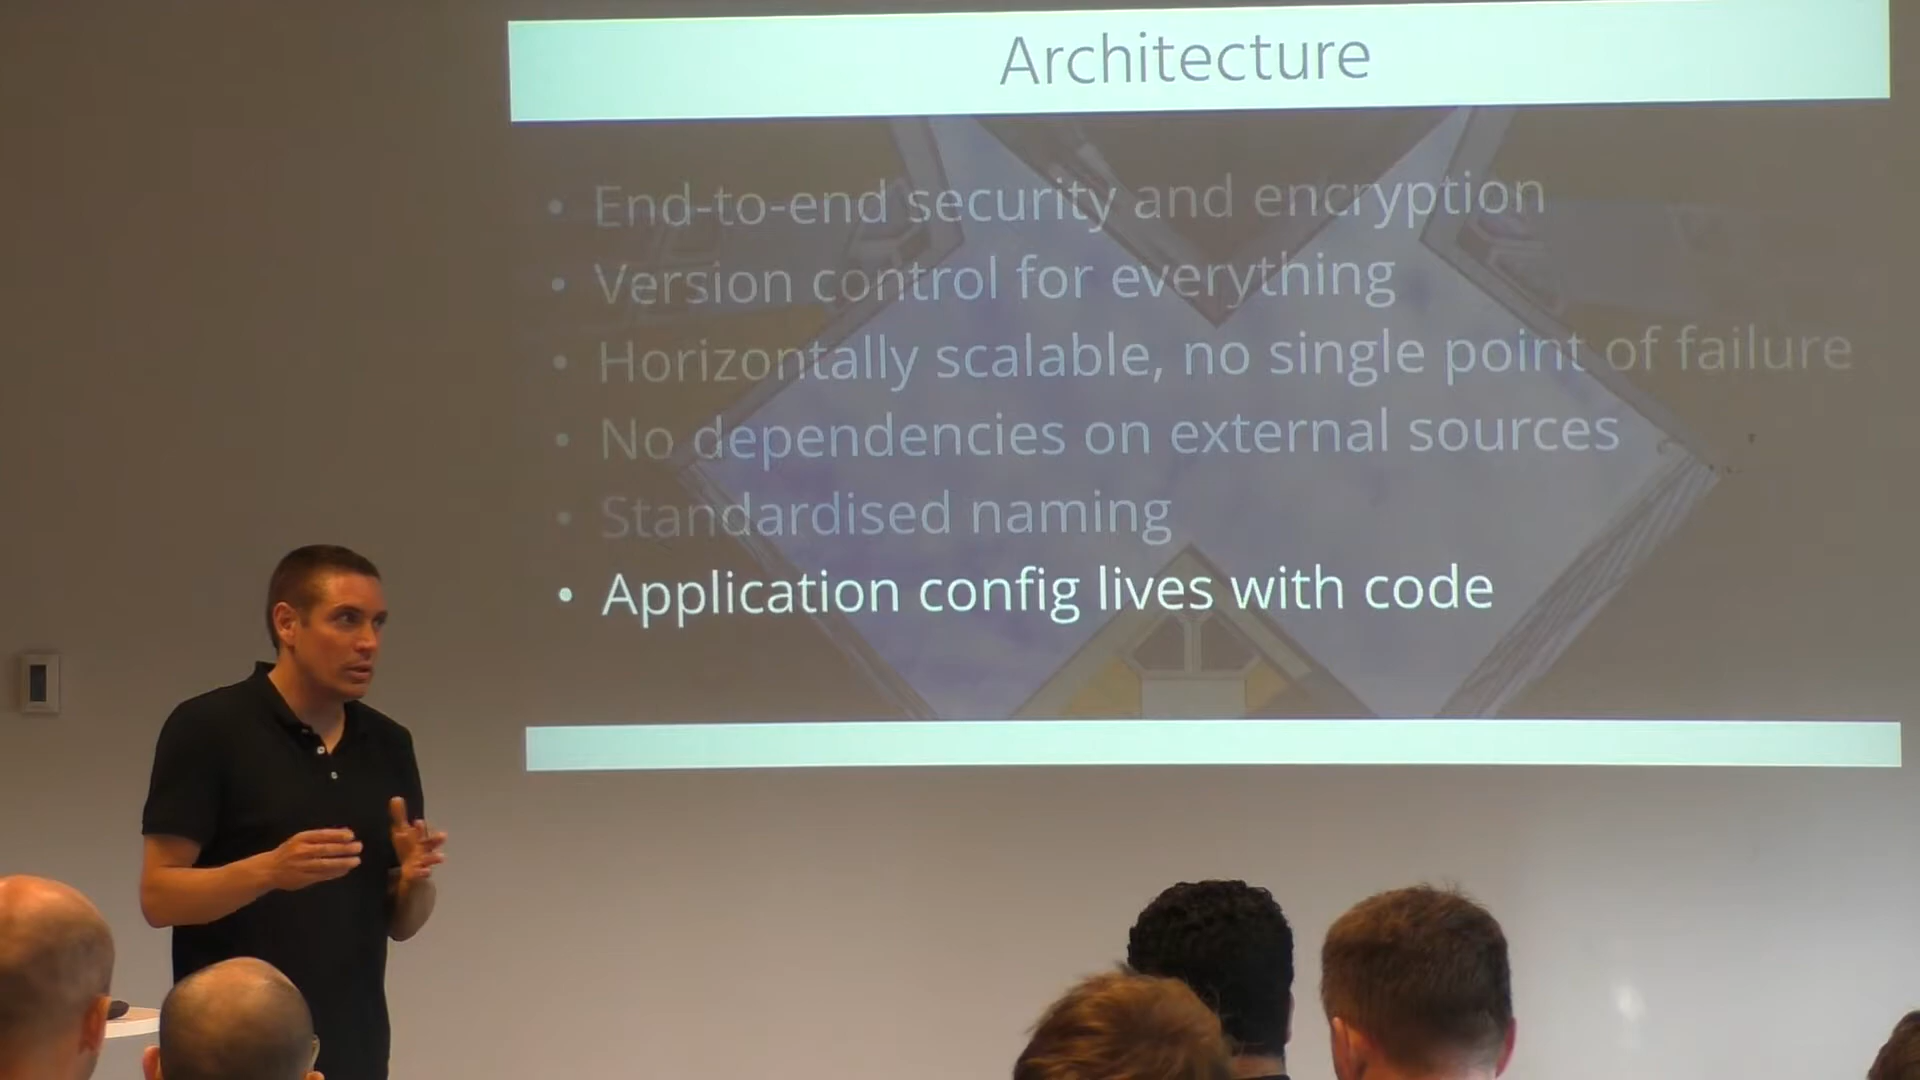 Architecture
• End-to-end security and encryption
• Version control for everything
• Horizontally scalable, no single point of failure
• No dependencies on external sources
• Standardised naming
• Application config lives with code